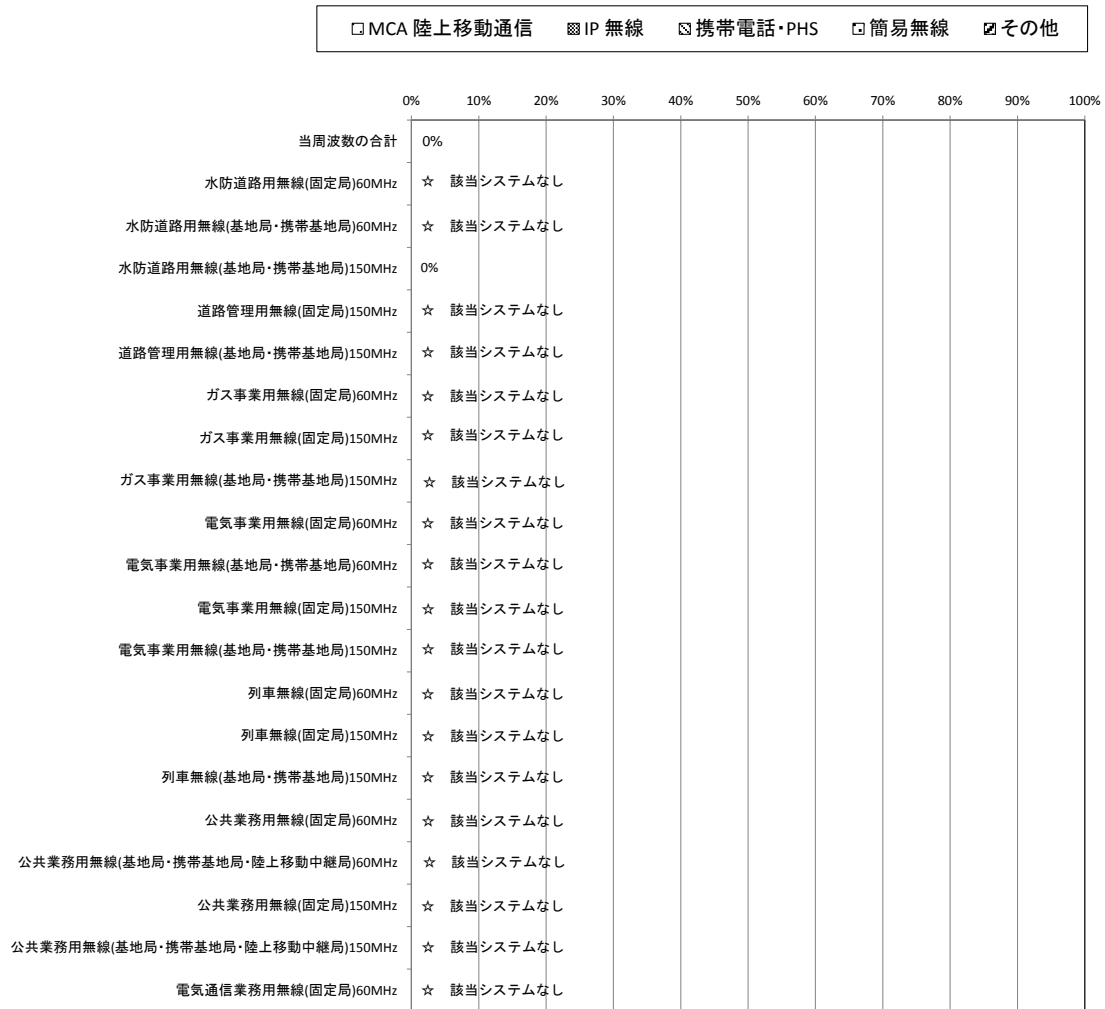 □MCA 陸上移動通信 IP 無線 携帯電話・PHS 簡易無線 その他
0% 10% 20% 30% 40% 50% 60% 70% 80% 90% 100%
当周波数の合計 0%
水防道路用無線(固定局)60MHz ☆ 該当システムなし
水防道路用無線(基地局・携帯基地局)60MHz ☆ 該当システムなし
水防道路用無線(基地局・携帯基地局)150MHz 0%
道路管理用無線(固定局)150MHz ☆ 該当システムなし
道路管理用無線(基地局・携帯基地局)150MHz ☆ 該当システムなし
ガス事業用無線(固定局)60MHz ☆ 該当システムなし
ガス事業用無線(固定局)150MHz ☆ 該当システムなし
ガス事業用無線(基地局・携帯基地局)150MHz ☆ 該当システムなし
電気事業用無線(固定局)60MHz ☆ 該当システムなし
電気事業用無線(基地局・携帯基地局)60MHz ☆ 該当システムなし
電気事業用無線(固定局)150MHz ☆ 該当システムなし
電気事業用無線(基地局・携帯基地局)150MHz ☆ 該当システムなし
列車無線(固定局)60MHz ☆ 該当システムなし
列車無線(固定局)150MHz ☆ 該当システムなし
列車無線(基地局・携帯基地局)150MHz ☆ 該当システムなし
公共業務用無線(固定局)60MHz ☆ 該当システムなし
公共業務用無線(基地局・携帯基地局・陸上移動中継局)60MHz ☆ 該当システムなし
公共業務用無線(固定局)150MHz ☆ 該当システムなし
公共業務用無線(基地局・携帯基地局・陸上移動中継局)150MHz ☆ 該当システムなし
電気通信業務用無線(固定局)60MHz ☆ 該当システムなし